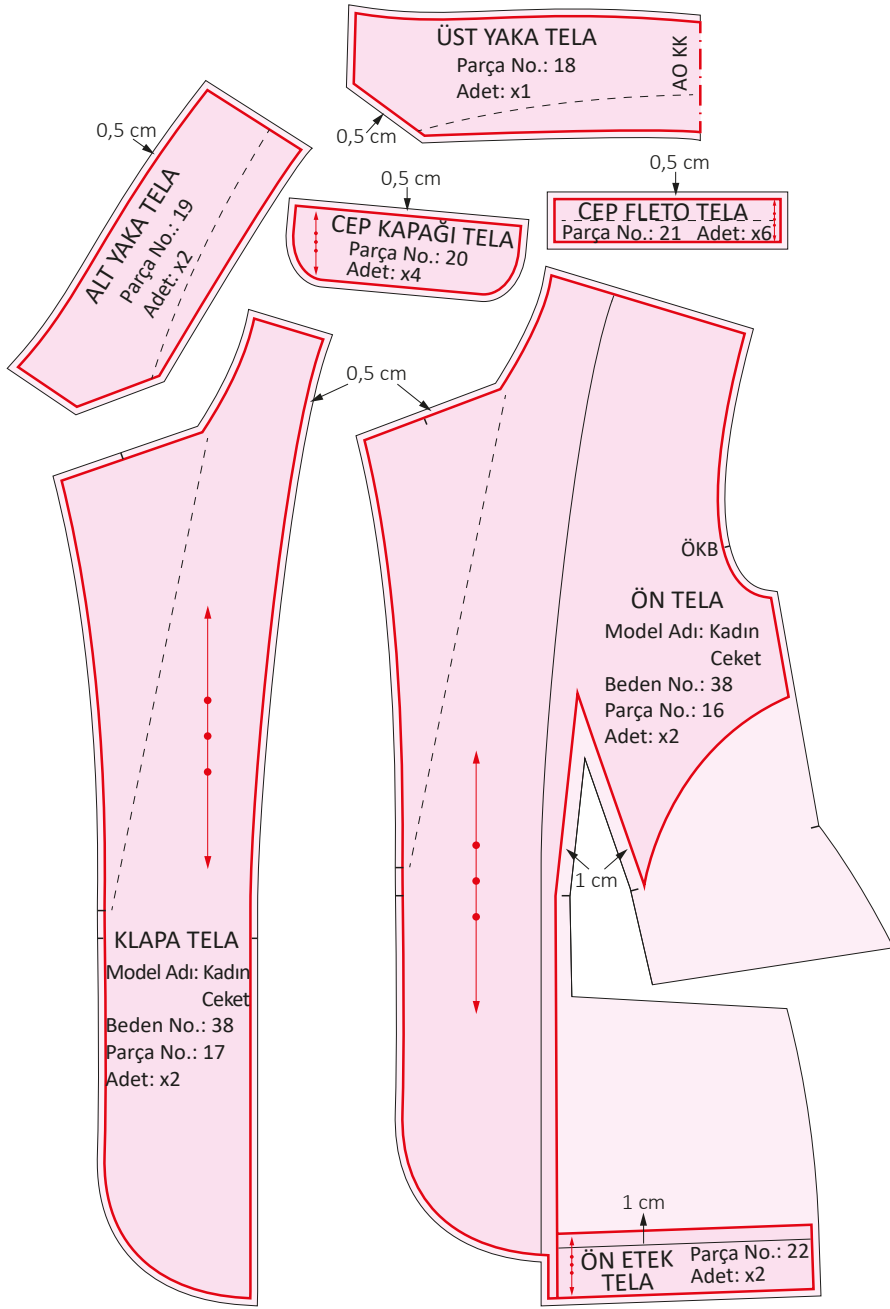 ÜST YAKA TELA
Parça No.: 18
Adet: x1
AO KK
0,5 cm
0,5 cm
ALT YAKA TELA
Parça No.: 19
Adet: x2
0,5 cm
CEP KAPAĞI TELA
Parça No.: 20
Adet: x4
0,5 cm
CEP FLETO TELA
Parça No.: 21 Adet: x6
0,5 cm
ÖKB
ÖN TELA
Model Adı: Kadın
Ceket
Beden No.: 38
Parça No.: 16
Adet: x2
1 cm
KLAPA TELA
Model Adı: Kadın
Ceket
Beden No.: 38
Parça No.: 17
Adet: x2
1 cm
ÖN ETEK
TELA
Parça No.: 22
Adet: x2